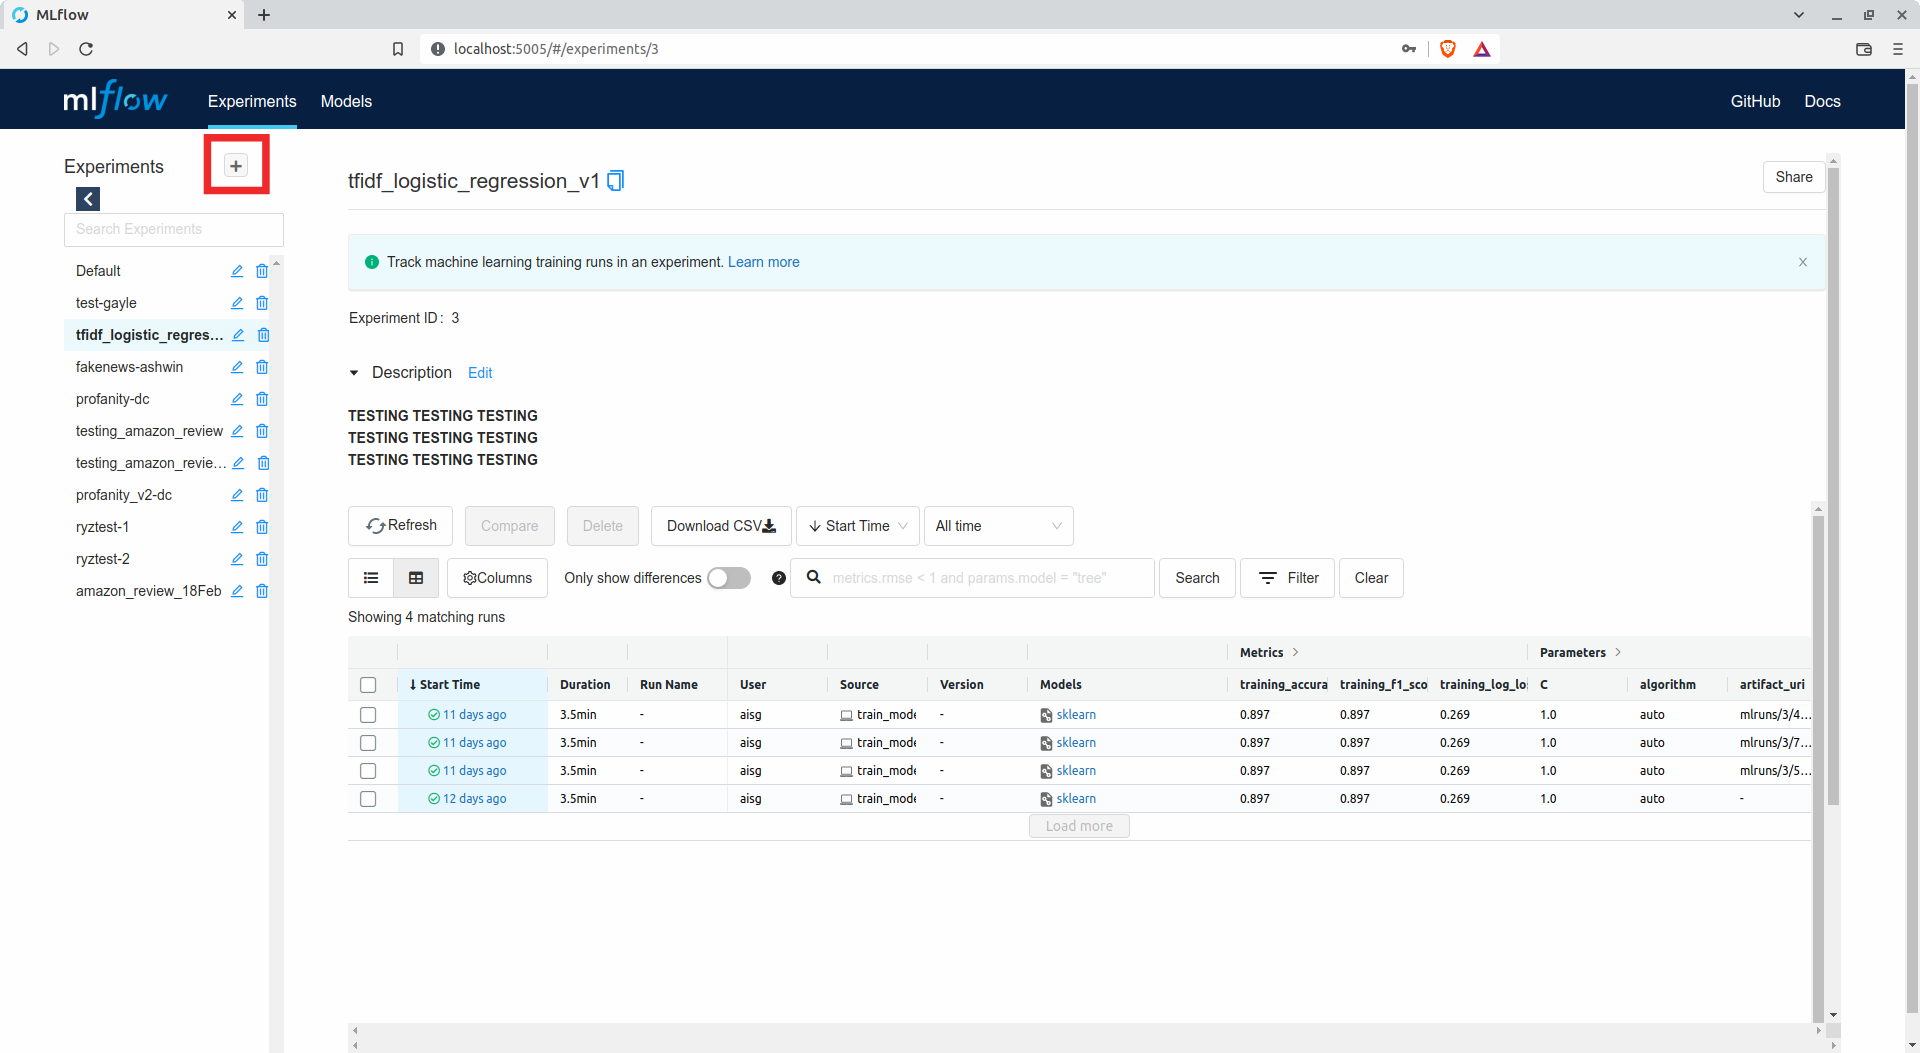 MLflow
localhost:5005/#/experiments/3
mlflow Experiments Models GitHub Docs
Experiments
Search Experiments
Default
test-gayle
tfidf_logistic_regres...
fakenews-ashwin
profanity-dc
testing_amazon_review
testing_amazon_revie...
profanity_v2-dc
ryztest-1
ryztest-2
amazon_review_18Feb
tfidf_logistic_regression_v1 Share
Track machine learning training runs in an experiment. Learn more
Experiment ID: 3
Description Edit
TESTING TESTING TESTING
TESTING TESTING TESTING
TESTING TESTING TESTING
Refresh Compare Delete Download CSV Start Time All time
Columns Only show differences ? metrics.rmse < 1 and params.model = "tree" Search Filter Clear
Showing 4 matching runs
Metrics Parameters
Start Time Duration Run Name User Source Version Models training_accura training_f1_sco training_log_lo C algorithm artifact_uri
11 days ago 3.5min - aisg train_mode - sklearn 0.897 0.897 0.269 1.0 auto mlruns/3/4...
11 days ago 3.5min - aisg train_mode - sklearn 0.897 0.897 0.269 1.0 auto mlruns/3/7...
11 days ago 3.5min - aisg train_mode - sklearn 0.897 0.897 0.269 1.0 auto mlruns/3/5...
12 days ago 3.5min - aisg train_mode - sklearn 0.897 0.897 0.269 1.0 auto -
Load more